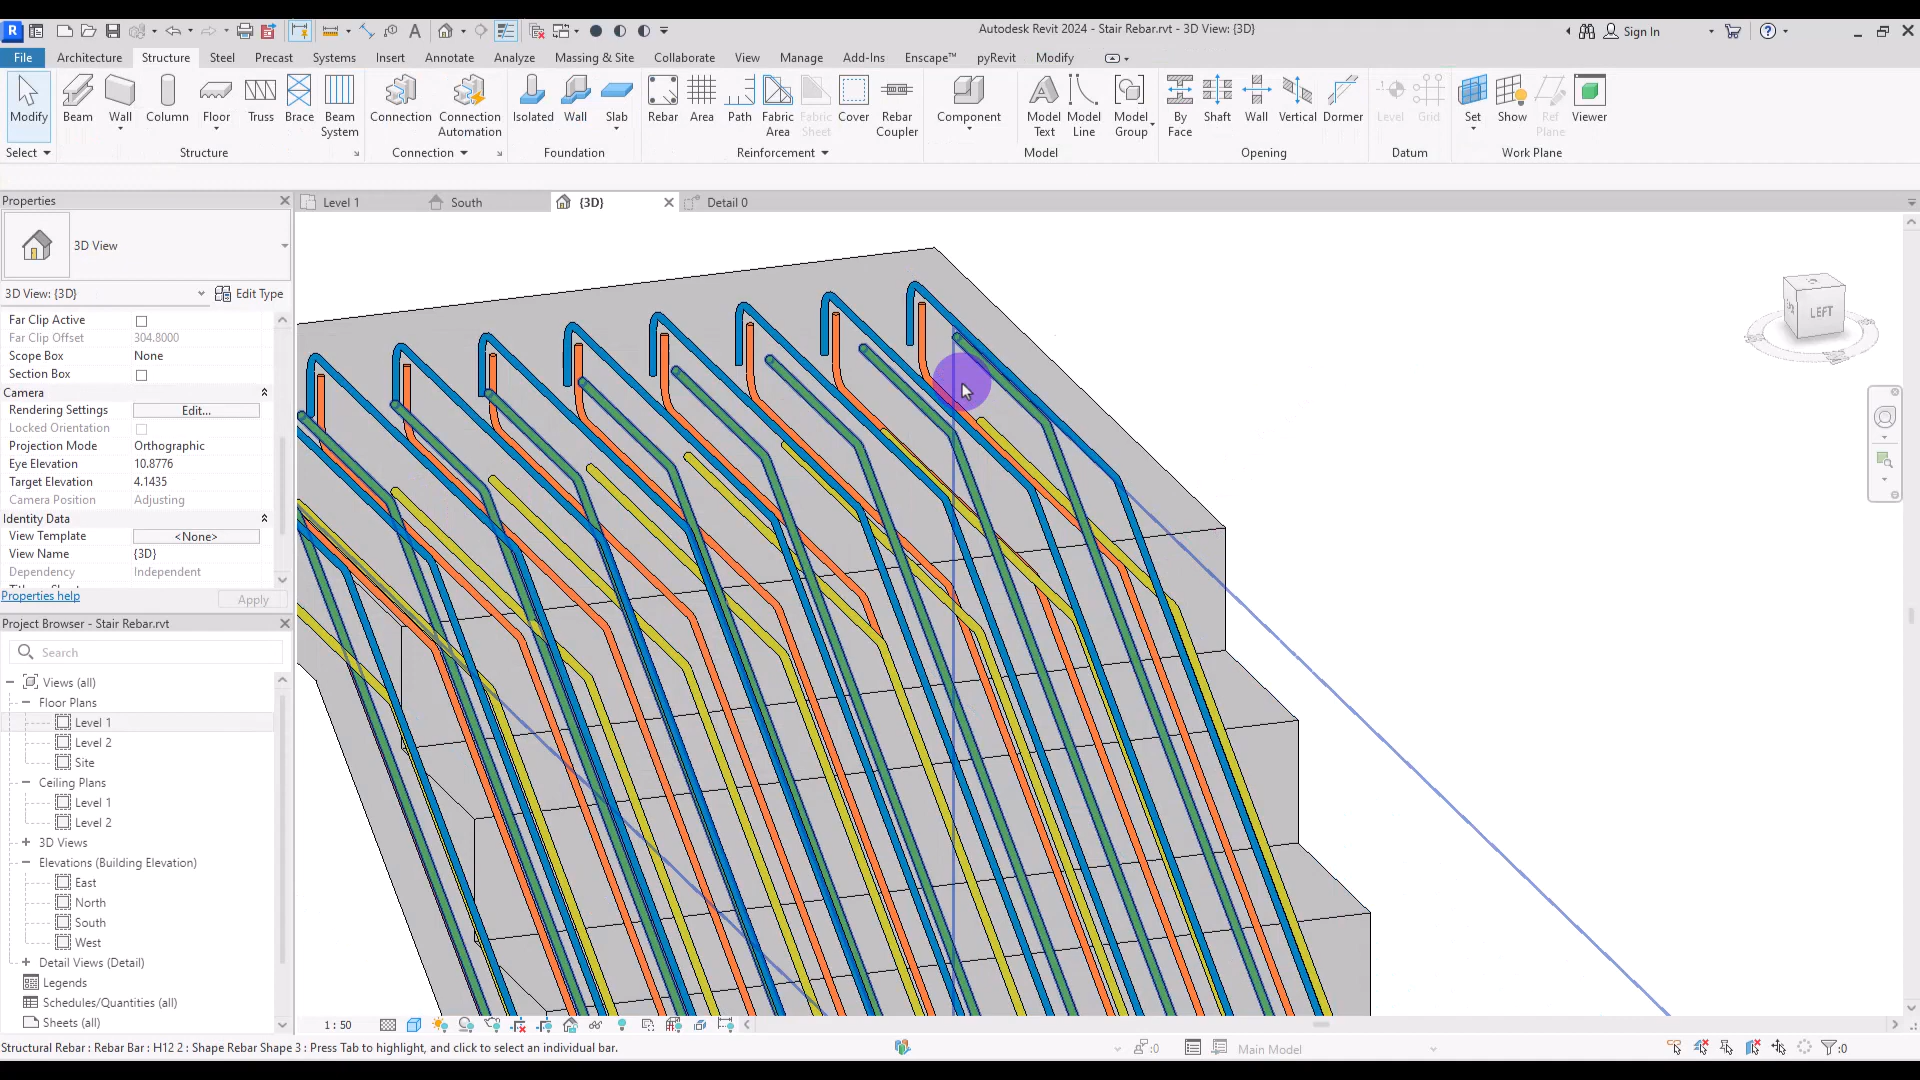 R
A
Autodesk Revit 2024 - Stair Rebar.rvt - 3D View: {3D}
Sign In
File Architecture Structure Steel Precast Systems Insert Annotate Analyze Massing & Site Collaborate View Manage Add-Ins Enscape™ pyRevit Modify
Modify
Beam
Wall
Column
Floor
Truss
Brace
Beam System
Connection
Connection Automation
Isolated
Wall
Slab
Rebar
Area
Path
Fabric Area
Fabric Sheet
Cover
Rebar Coupler
Component
Model Text
Model Line
Model Group
By Face
Shaft
Wall
Vertical
Dormer
Level
Grid
Set
Show
Ref Plane
Viewer
Select Structure Connection Foundation Reinforcement Model Opening Datum Work Plane
Properties
Level 1 South {3D} Detail 0
3D View
3D View: {3D} Edit Type
Far Clip Active
Far Clip Offset 304.8000
Scope Box None
Section Box
Camera
Rendering Settings Edit...
Locked Orientation
Projection Mode Orthographic
Eye Elevation 10.8776
Target Elevation 4.1435
Camera Position Adjusting
Identity Data
View Template <None>
View Name {3D}
Dependency Independent
Properties help Apply
Project Browser - Stair Rebar.rvt
Search
Views (all)
Floor Plans
Level 1
Level 2
Site
Ceiling Plans
Level 1
Level 2
3D Views
Elevations (Building Elevation)
East
North
South
West
Detail Views (Detail)
Legends
Schedules/Quantities (all)
Sheets (all)
LEFT
1 : 50
Structural Rebar : Rebar Bar : H12 2 : Shape Rebar Shape 3 : Press Tab to highlight, and click to select an individual bar.
:0
Main Model
:0